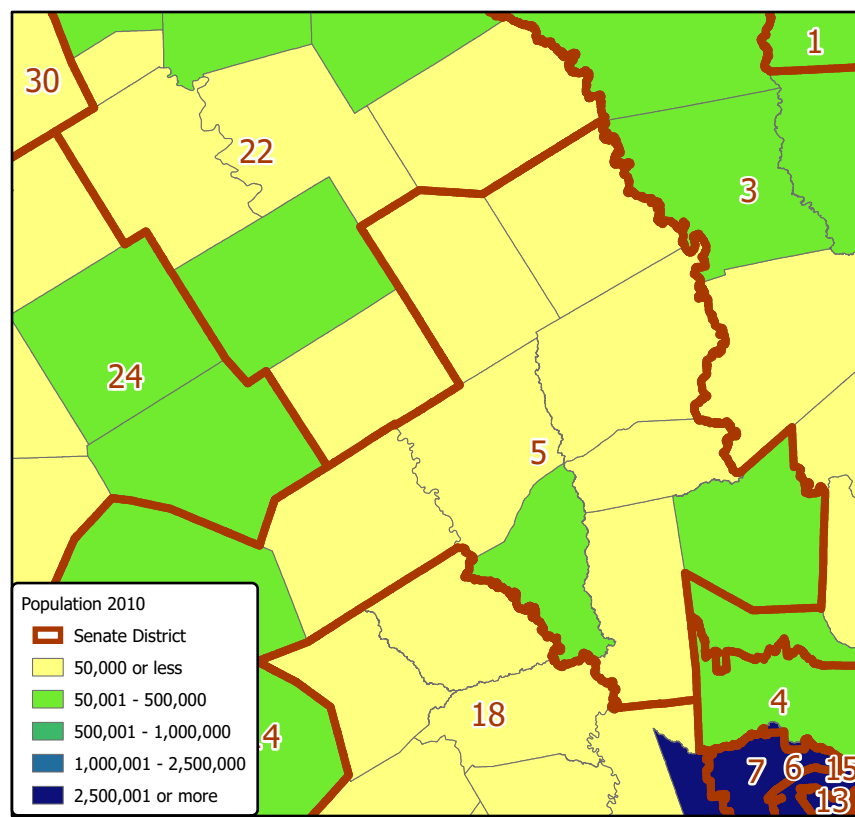 1
30
22
3
24
5
4
18
14
7
6
15
13
Population 2010
Senate District
50,000 or less
50,001 - 500,000
500,001 - 1,000,000
1,000,001 - 2,500,000
2,500,001 or more